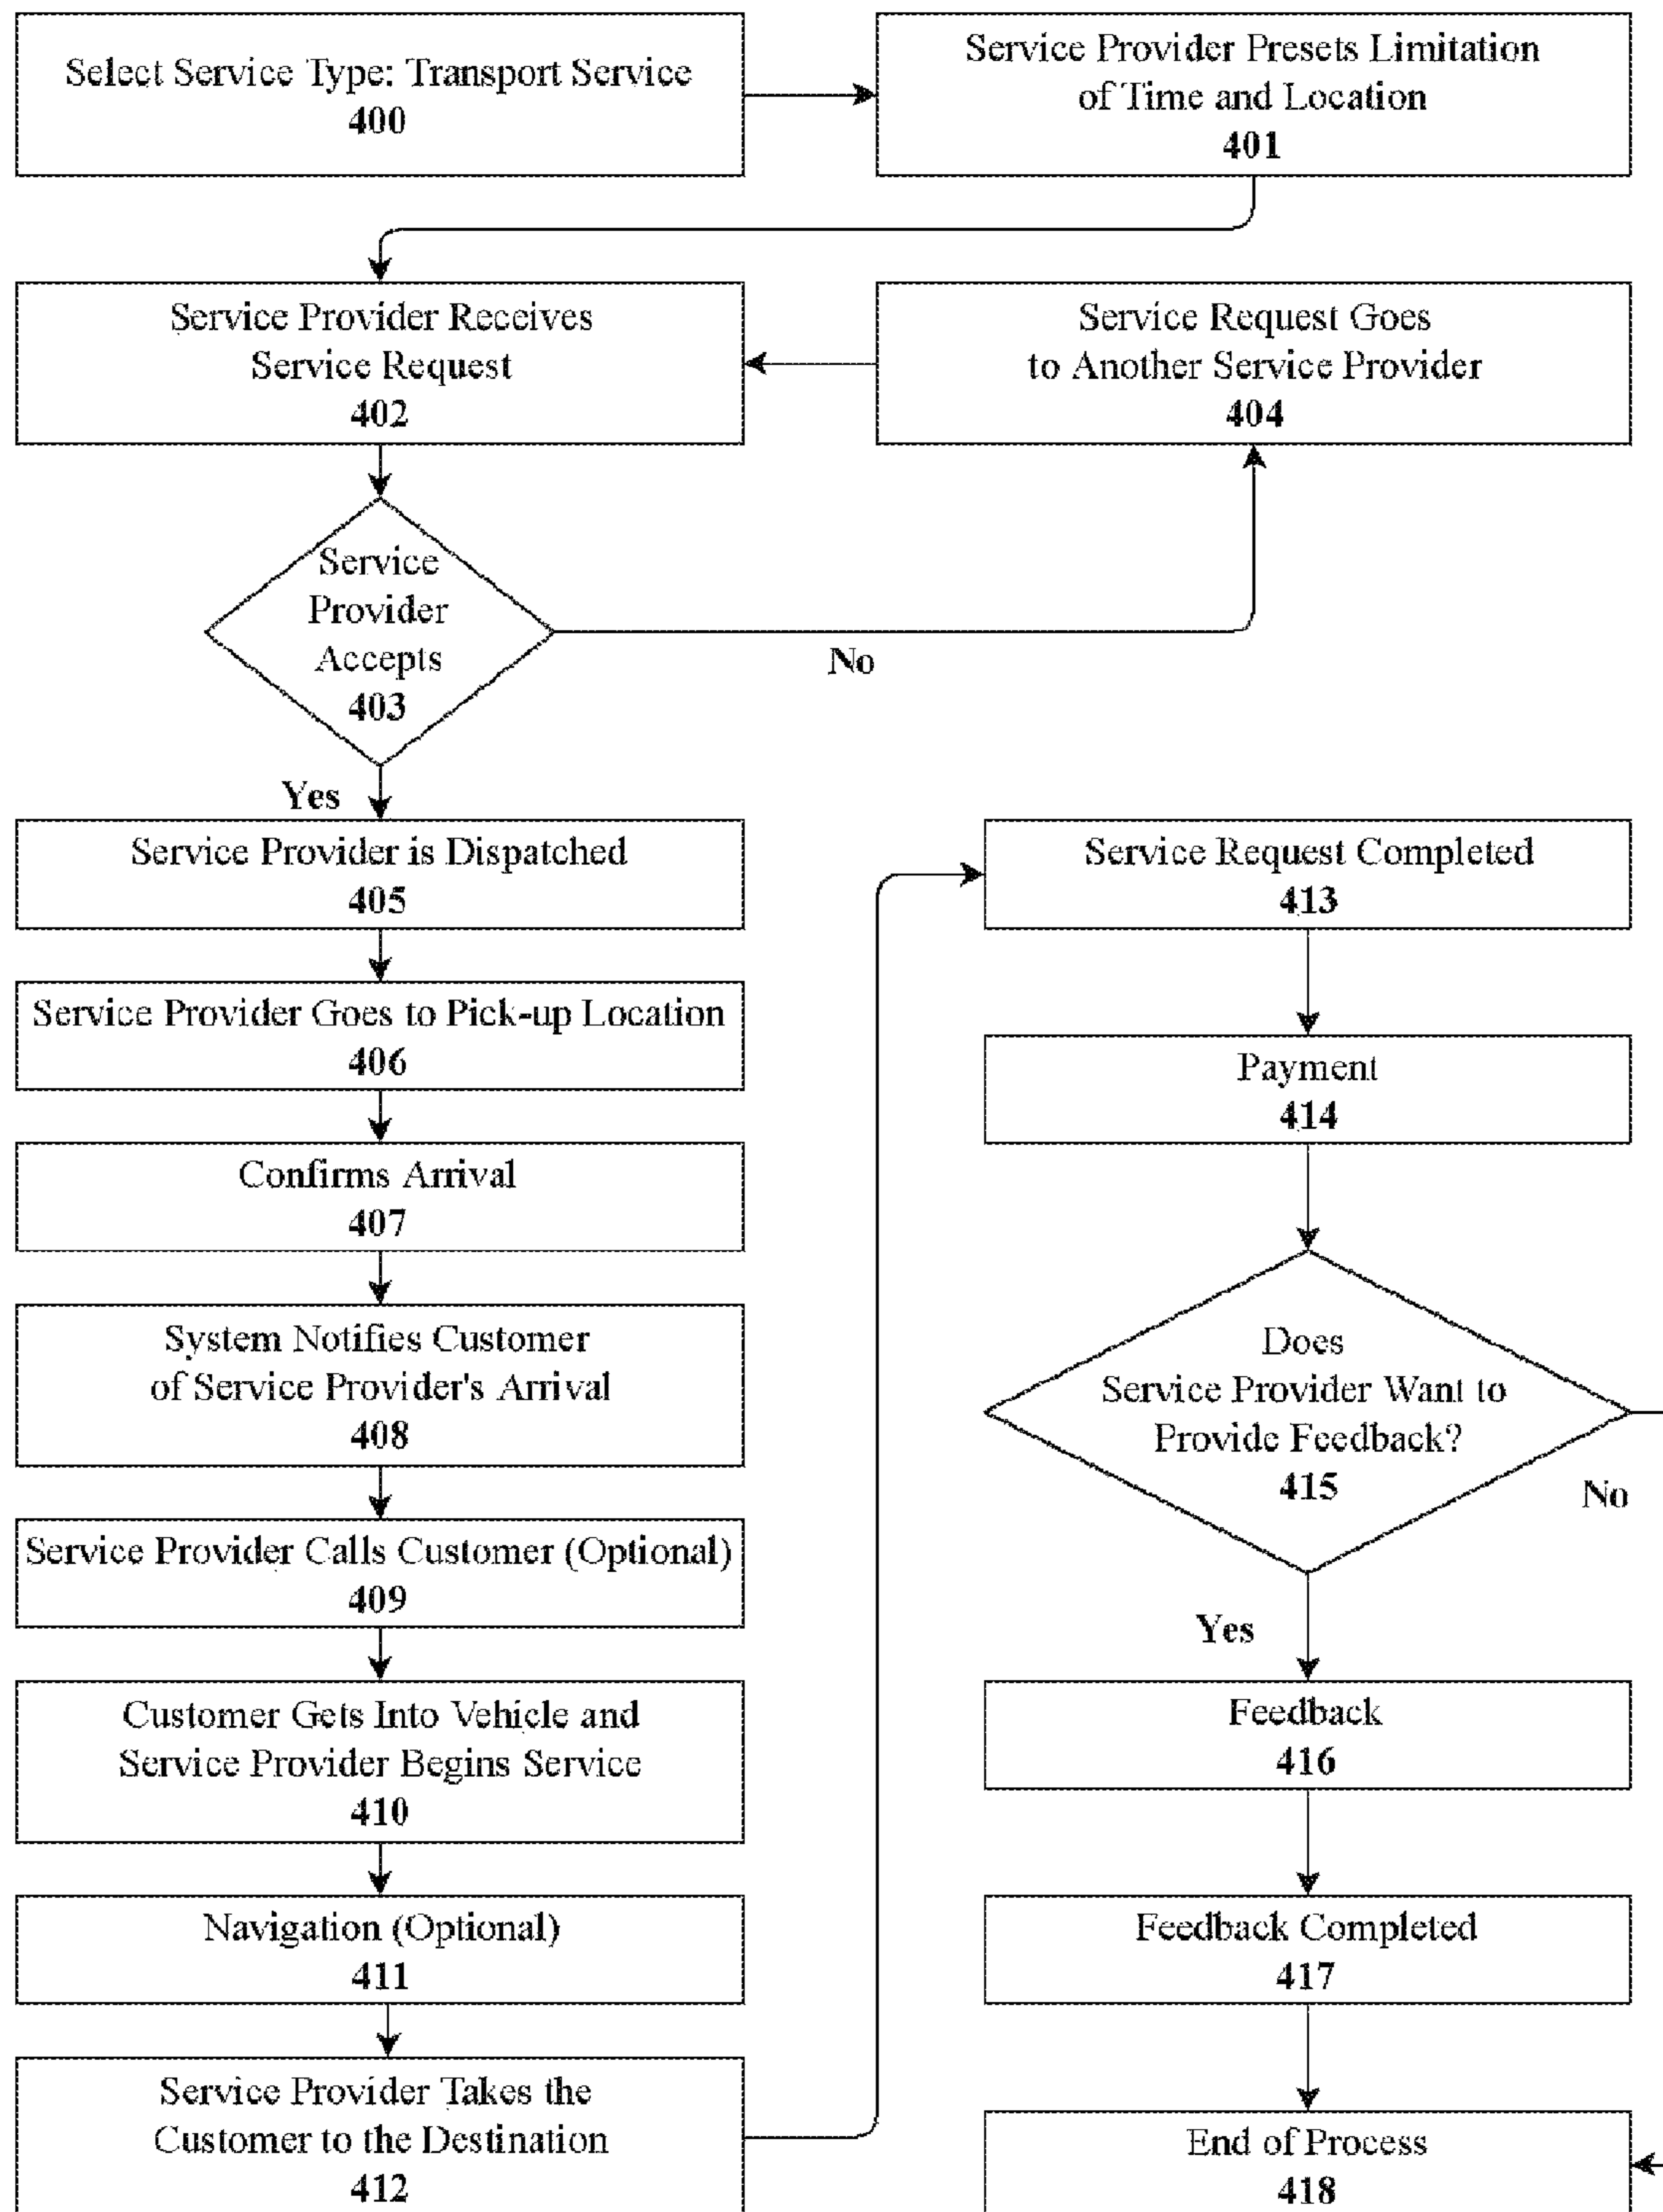 Select Service Type: Transport Service
400
Service Provider Presets Limitation
of Time and Location
401
Service Provider Receives
Service Request
402
Service Request Goes
to Another Service Provider
404
Service
Provider
Accepts
403
No
Yes
Service Provider is Dispatched
405
Service Provider Goes to Pick-up Location
406
Confirms Arrival
407
System Notifies Customer
of Service Provider's Arrival
408
Service Provider Calls Customer (Optional)
409
Customer Gets Into Vehicle and
Service Provider Begins Service
410
Navigation (Optional)
411
Service Provider Takes the
Customer to the Destination
412
Service Request Completed
413
Payment
414
Does
Service Provider Want to
Provide Feedback?
415
No
Yes
Feedback
416
Feedback Completed
417
End of Process
418